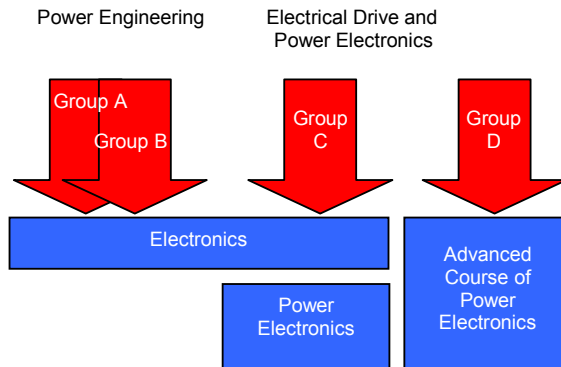 Power Engineering
Electrical Drive and
Power Electronics
Group A
Group B
Group
C
Group
D
Electronics
Power
Electronics
Advanced
Course of
Power
Electronics